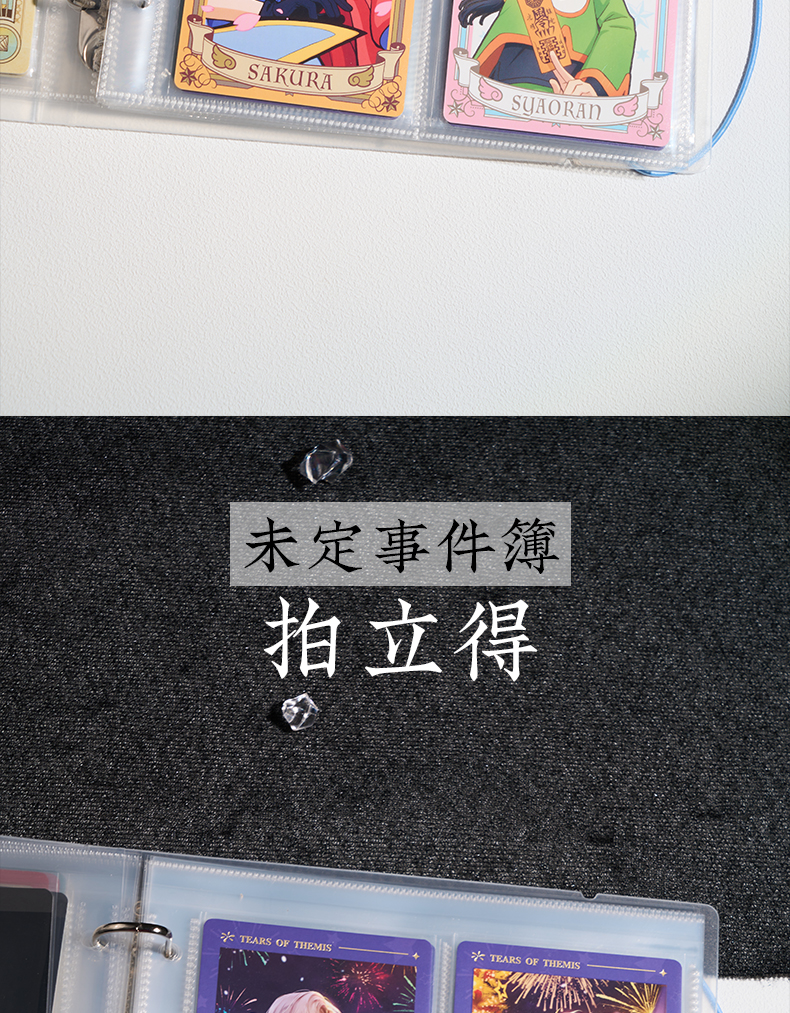 SAKURA
SYAORAN
未定事件簿
拍立得
TEARS OF THEMIS
TEARS OF THEMIS